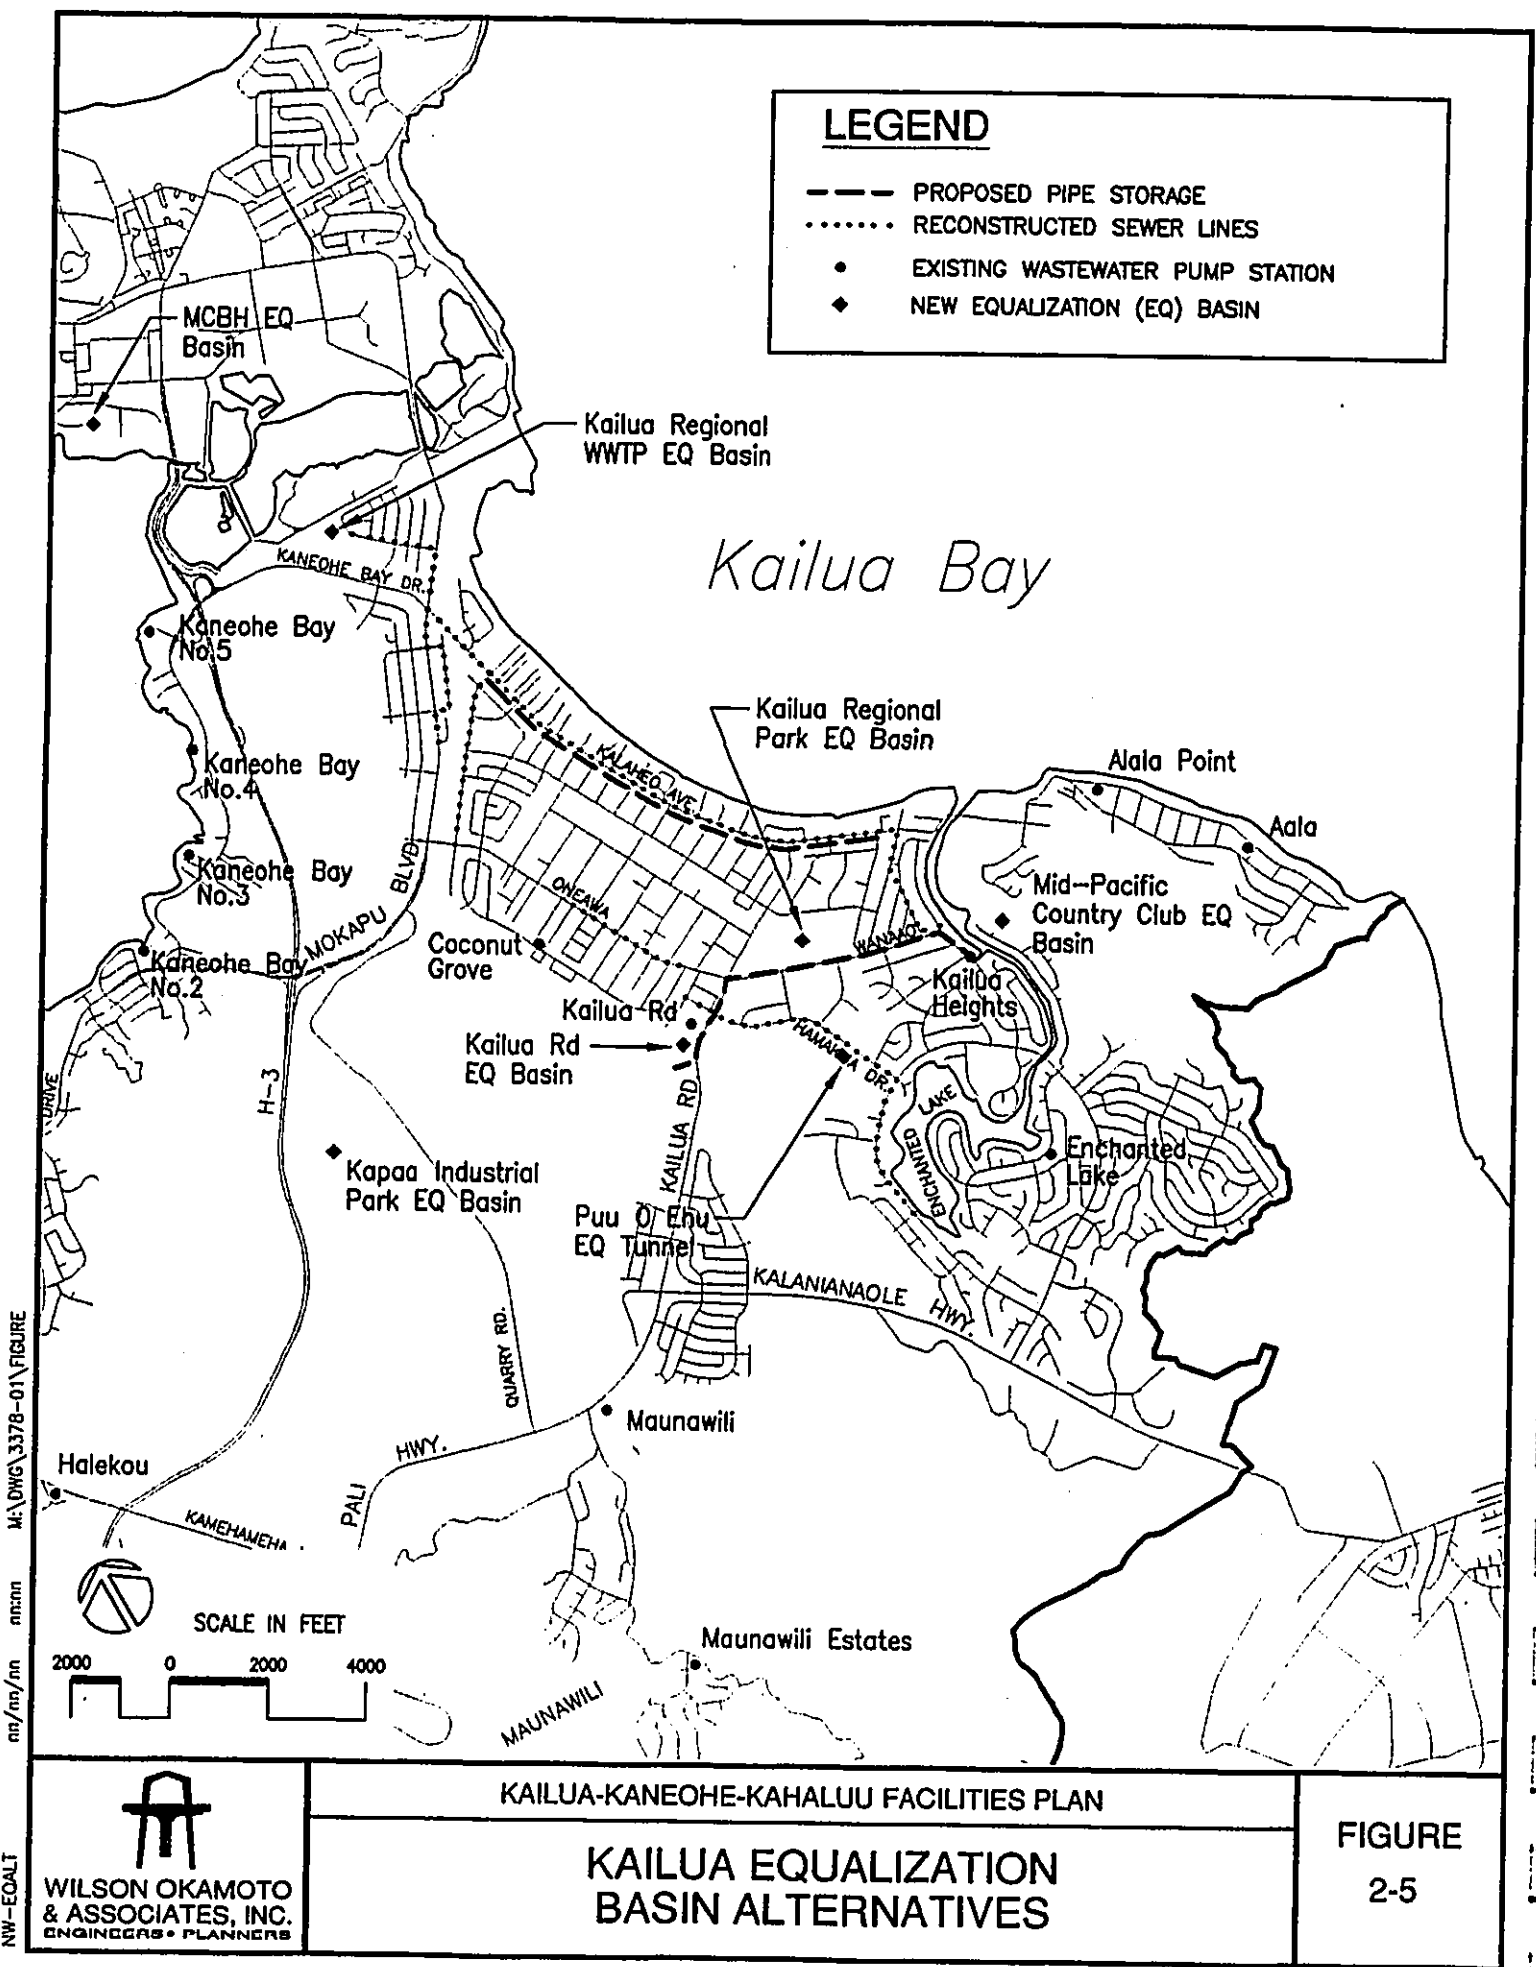 LEGEND
PROPOSED PIPE STORAGE
RECONSTRUCTED SEWER LINES
EXISTING WASTEWATER PUMP STATION
NEW EQUALIZATION (EQ) BASIN
MCBH EQ
Basin
Kailua Regional
WWTP EQ Basin
Kailua Bay
KANEOHE BAY DR.
Kaneohe Bay
No.5
Kailua Regional
Park EQ Basin
Kaneohe Bay
No.4
KALAHEO AVE.
Alala Point
Aala
Kaneohe Bay
No.3
BLVD.
MOKAPU
ONEAWA
Mid-Pacific
Country Club EQ
Basin
Coconut
Grove
WANAAO
Kaneohe Bay
No.2
Kailua
Heights
Kailua Rd
Kailua Rd
EQ Basin
HAMAKUA DR.
H-3
DRIVE
KAILUA RD
ENCHANTED
LAKE
Enchanted
Lake
Kapaa Industrial
Park EQ Basin
Puu O Ehu
EQ Tunnel
KALANIANAOLE HWY.
QUARRY RD.
Maunawili
PALI HWY.
Halekou
KAMEHAMEHA
SCALE IN FEET
2000 0 2000 4000
Maunawili Estates
MAUNAWILI
WILSON OKAMOTO
& ASSOCIATES, INC.
ENGINEERS • PLANNERS
KAILUA-KANEOHE-KAHALUU FACILITIES PLAN
KAILUA EQUALIZATION
BASIN ALTERNATIVES
FIGURE
2-5
NW-EQALT nn/nn/nn nn:nn M:\DWG\3378-01\FIGURE